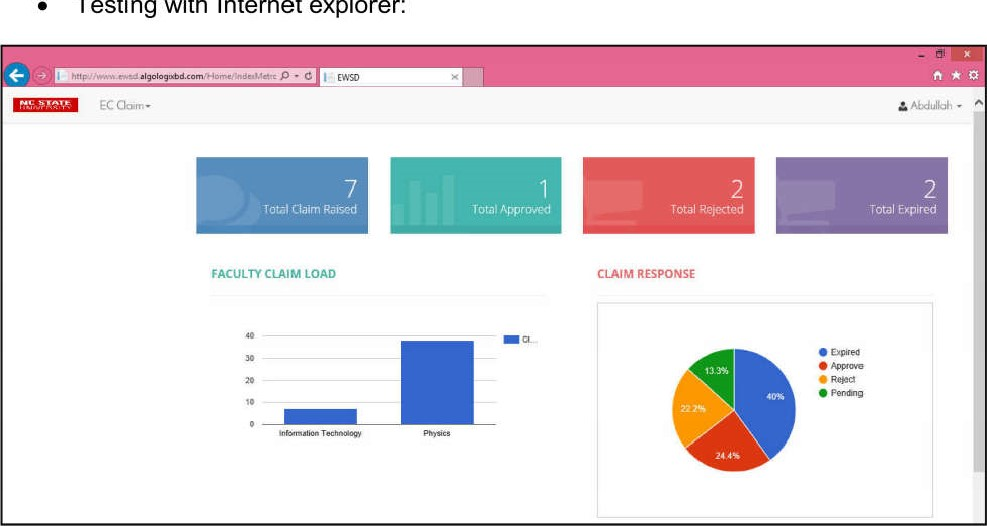 • Testing with Internet explorer:
http://www.ewsd.algologixbd.com/Home/IndexMetrc
EWSD
NC STATE
UNIVERSITY
EC Claim
Abdullah
7
Total Claim Raised
1
Total Approved
2
Total Rejected
2
Total Expired
FACULTY CLAIM LOAD
CLAIM RESPONSE
40
30
20
10
0
Information Technology
Physics
Cl...
13.3%
40%
22.2%
24.4%
Expired
Approve
Reject
Pending